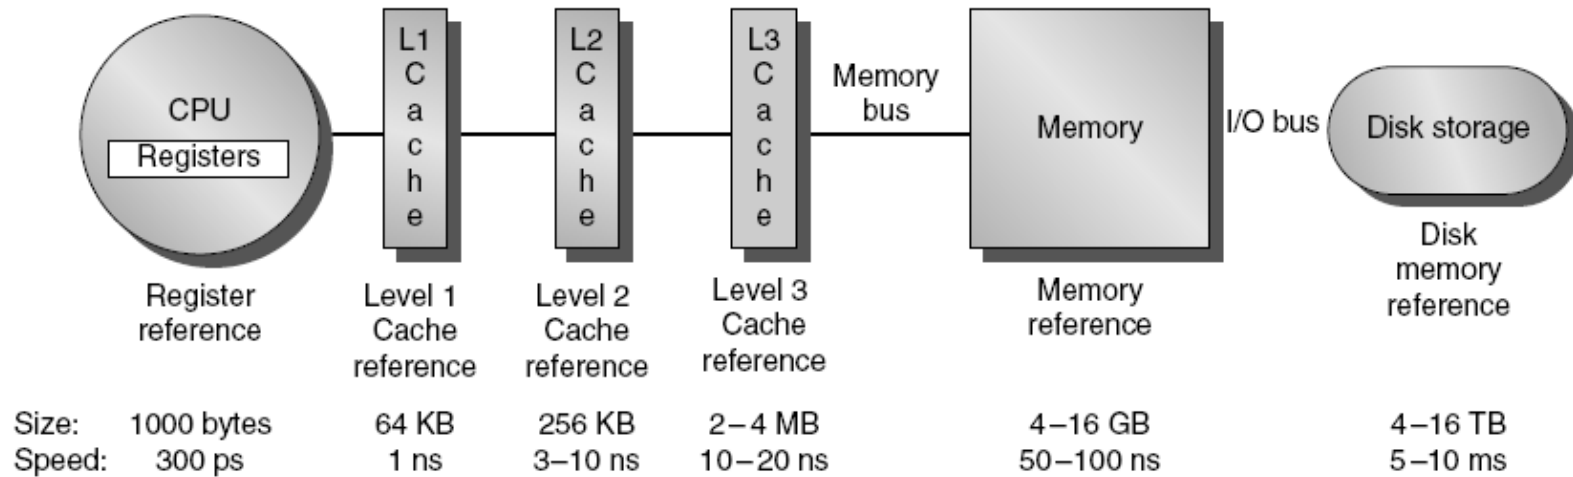 CPU
Registers
L1
C
a
c
h
e
L2
C
a
c
h
e
L3
C
a
c
h
e
Memory
bus
Memory
I/O bus
Disk storage
Register
reference
Level 1
Cache
reference
Level 2
Cache
reference
Level 3
Cache
reference
Memory
reference
Disk
memory
reference
Size: 1000 bytes 64 KB 256 KB 2–4 MB 4–16 GB 4–16 TB
Speed: 300 ps 1 ns 3–10 ns 10–20 ns 50–100 ns 5–10 ms